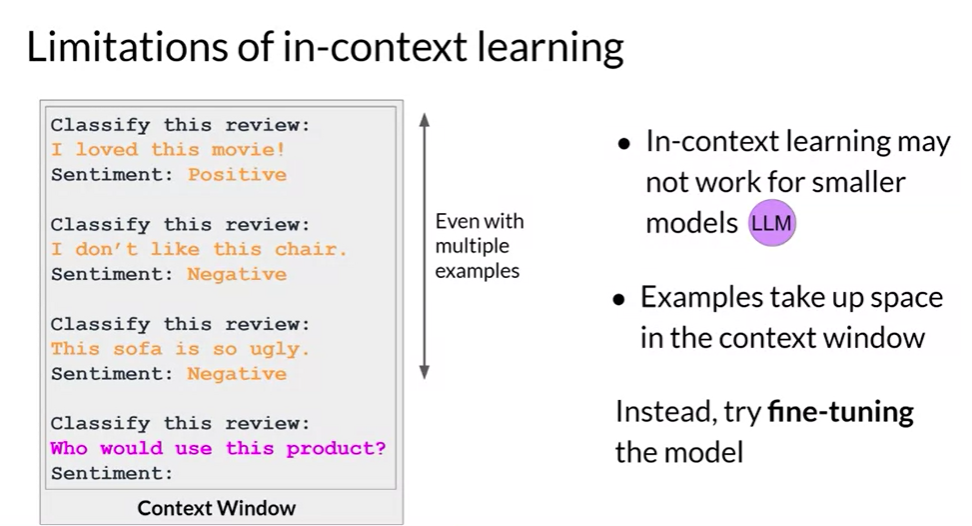 Limitations of in-context learning
Classify this review:
I loved this movie!
Sentiment: Positive
Classify this review:
I don't like this chair.
Sentiment: Negative
Classify this review:
This sofa is so ugly.
Sentiment: Negative
Classify this review:
Who would use this product?
Sentiment:
Context Window
Even with
multiple
examples
● In-context learning may
not work for smaller
models LLM
● Examples take up space
in the context window
Instead, try fine-tuning
the model